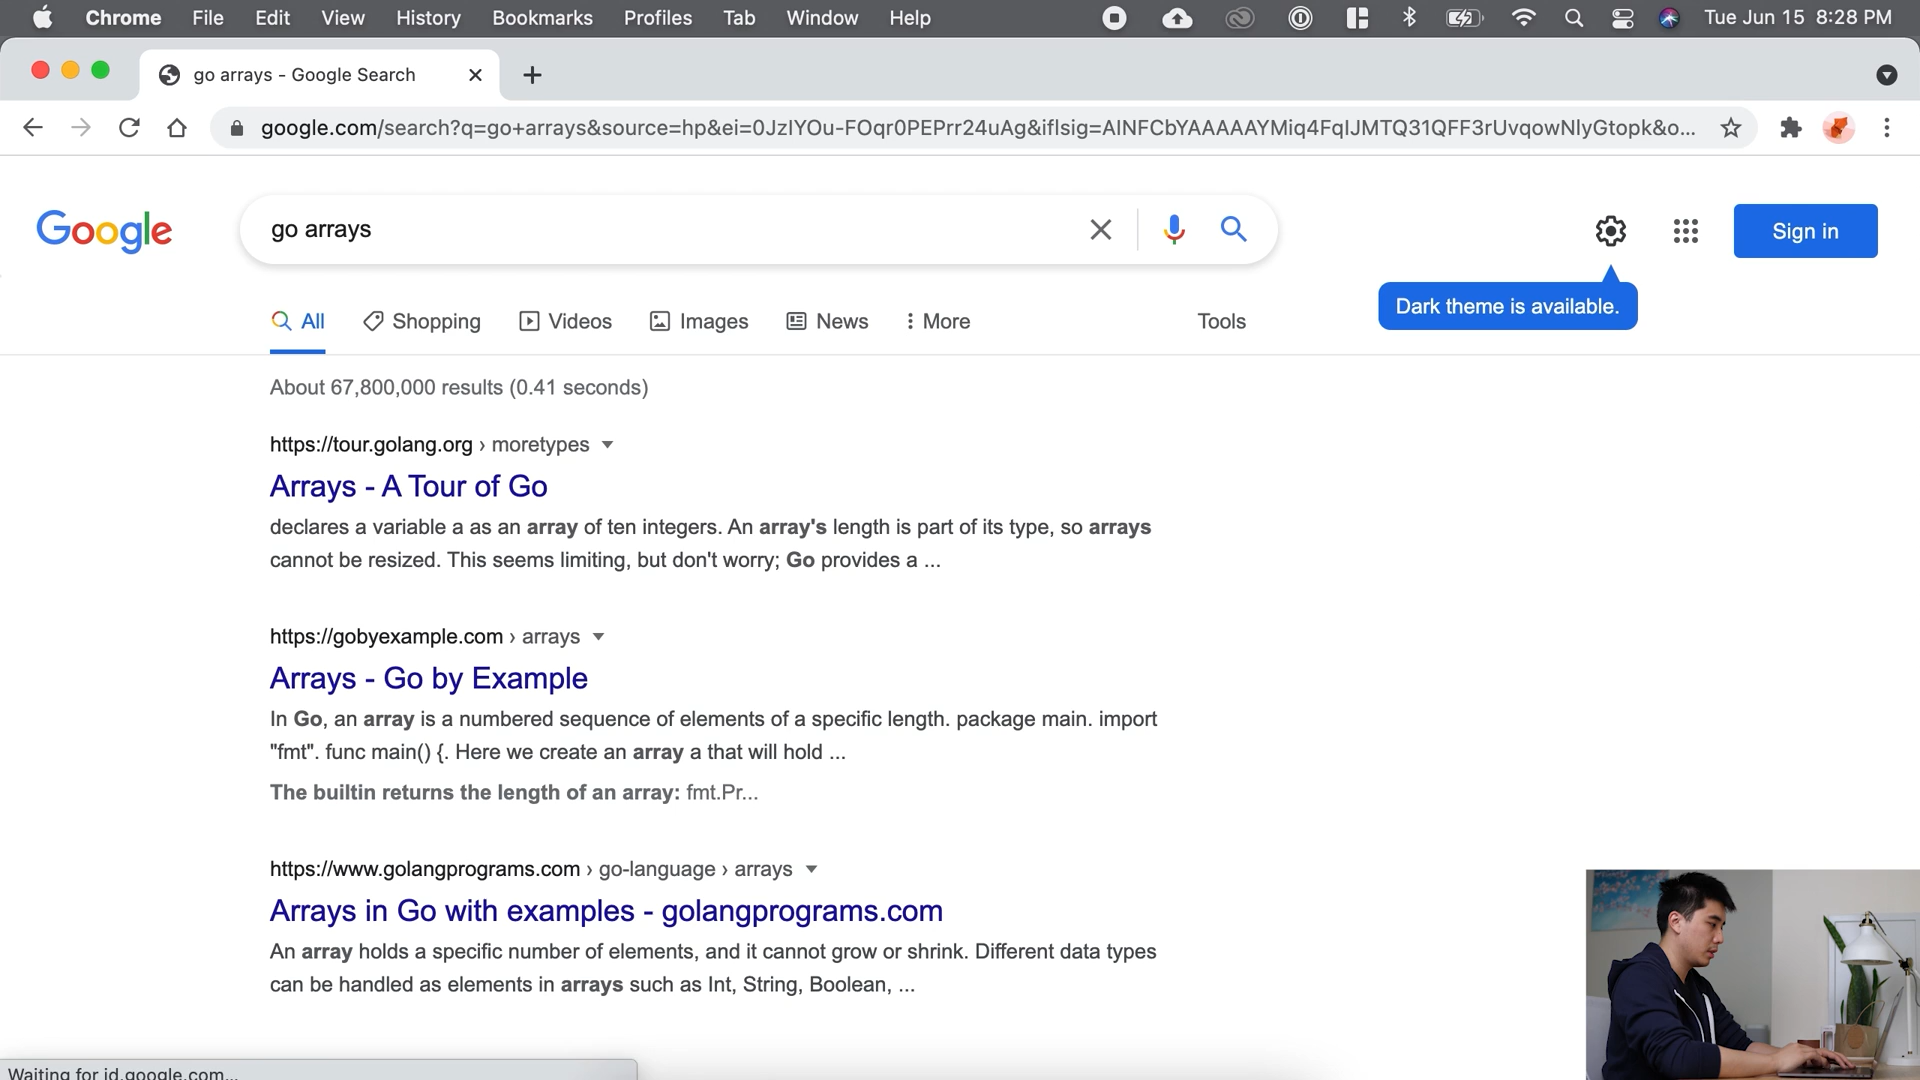 Chrome File Edit View History Bookmarks Profiles Tab Window Help Tue Jun 15 8:28 PM
go arrays - Google Search
google.com/search?q=go+arrays&source=hp&ei=0JzIYOu-FOqr0PEPrr24uAg&iflsig=AINFCbYAAAAAYMiq4FqIJMTQ31QFF3rUvqowNlyGtopk&o...
Google go arrays Sign in
Dark theme is available.
All Shopping Videos Images News More Tools
About 67,800,000 results (0.41 seconds)
https://tour.golang.org › moretypes
Arrays - A Tour of Go
declares a variable a as an array of ten integers. An array's length is part of its type, so arrays
cannot be resized. This seems limiting, but don't worry; Go provides a ...
https://gobyexample.com › arrays
Arrays - Go by Example
In Go, an array is a numbered sequence of elements of a specific length. package main. import
"fmt". func main() {. Here we create an array a that will hold ...
The builtin returns the length of an array: fmt.Pr...
https://www.golangprograms.com › go-language › arrays
Arrays in Go with examples - golangprograms.com
An array holds a specific number of elements, and it cannot grow or shrink. Different data types
can be handled as elements in arrays such as Int, String, Boolean, ...
Waiting for id.google.com...